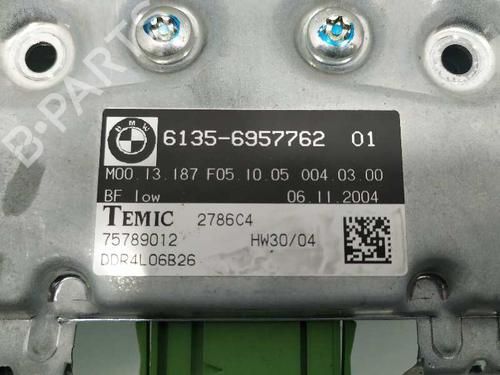 BMW
6135-6957762 01
M00.13.187 F05.10.05 004.03.00
BF low 06.11.2004
TEMIC 2786C4
75789012 HW30/04
DDR4L06B26